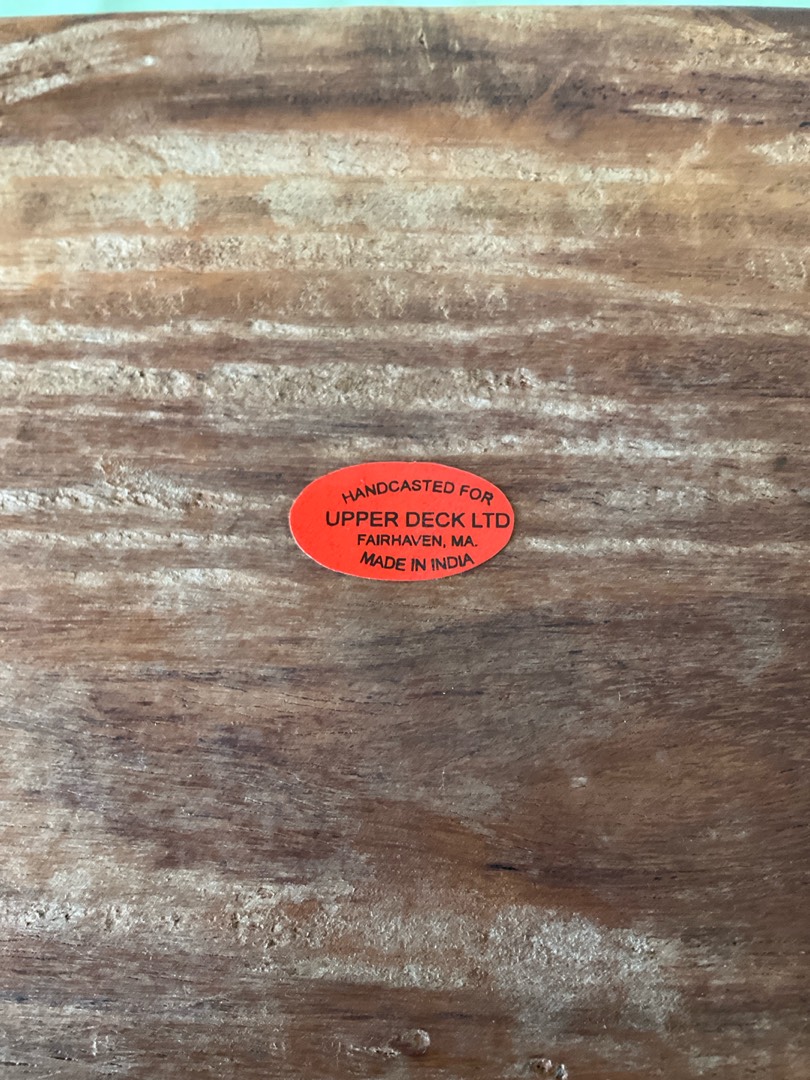 HANDCASTED FOR
UPPER DECK LTD
FAIRHAVEN, MA.
MADE IN INDIA